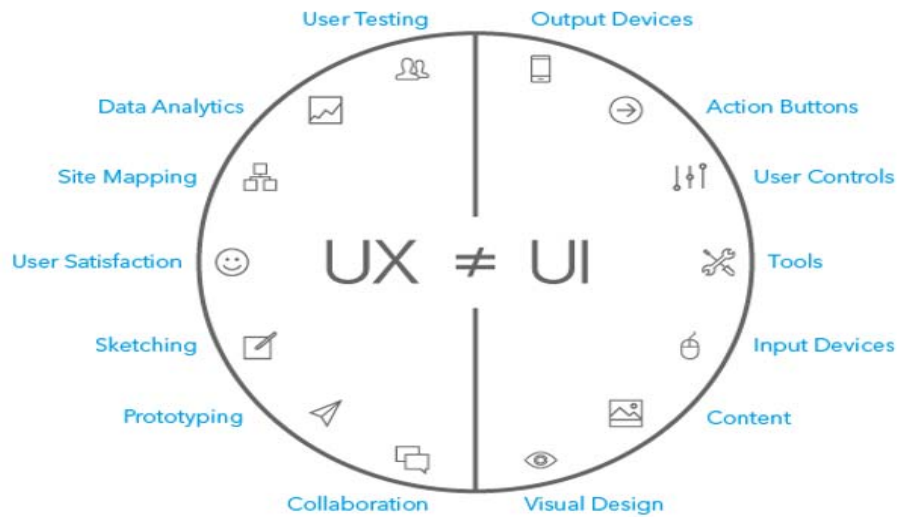 User Testing
Output Devices
Data Analytics
Action Buttons
Site Mapping
User Controls
User Satisfaction
UX ≠ UI
Tools
Sketching
Input Devices
Prototyping
Content
Collaboration
Visual Design